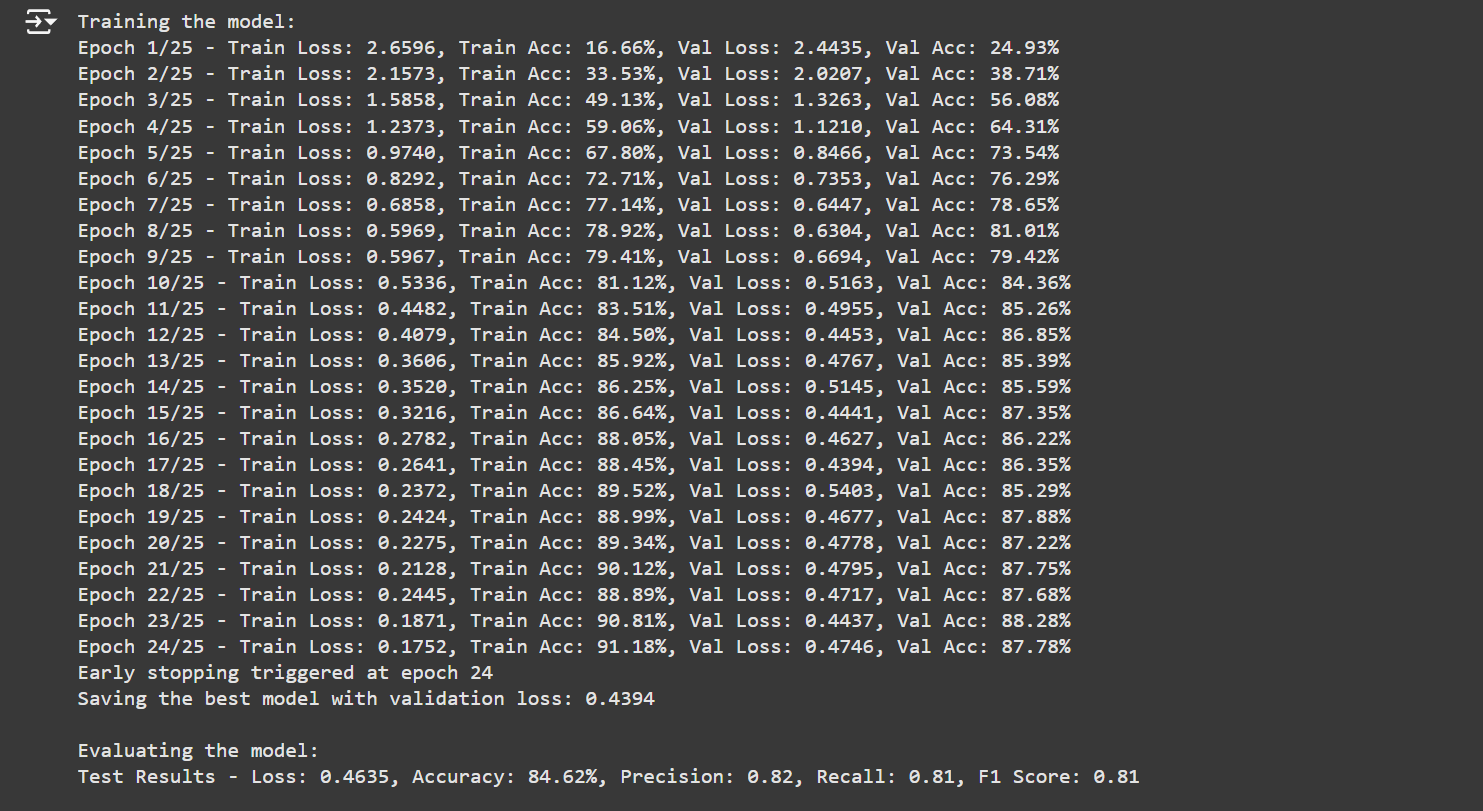 Training the model:
Epoch 1/25 - Train Loss: 2.6596, Train Acc: 16.66%, Val Loss: 2.4435, Val Acc: 24.93%
Epoch 2/25 - Train Loss: 2.1573, Train Acc: 33.53%, Val Loss: 2.0207, Val Acc: 38.71%
Epoch 3/25 - Train Loss: 1.5858, Train Acc: 49.13%, Val Loss: 1.3263, Val Acc: 56.08%
Epoch 4/25 - Train Loss: 1.2373, Train Acc: 59.06%, Val Loss: 1.1210, Val Acc: 64.31%
Epoch 5/25 - Train Loss: 0.9740, Train Acc: 67.80%, Val Loss: 0.8466, Val Acc: 73.54%
Epoch 6/25 - Train Loss: 0.8292, Train Acc: 72.71%, Val Loss: 0.7353, Val Acc: 76.29%
Epoch 7/25 - Train Loss: 0.6858, Train Acc: 77.14%, Val Loss: 0.6447, Val Acc: 78.65%
Epoch 8/25 - Train Loss: 0.5969, Train Acc: 78.92%, Val Loss: 0.6304, Val Acc: 81.01%
Epoch 9/25 - Train Loss: 0.5967, Train Acc: 79.41%, Val Loss: 0.6694, Val Acc: 79.42%
Epoch 10/25 - Train Loss: 0.5336, Train Acc: 81.12%, Val Loss: 0.5163, Val Acc: 84.36%
Epoch 11/25 - Train Loss: 0.4482, Train Acc: 83.51%, Val Loss: 0.4955, Val Acc: 85.26%
Epoch 12/25 - Train Loss: 0.4079, Train Acc: 84.50%, Val Loss: 0.4453, Val Acc: 86.85%
Epoch 13/25 - Train Loss: 0.3606, Train Acc: 85.92%, Val Loss: 0.4767, Val Acc: 85.39%
Epoch 14/25 - Train Loss: 0.3520, Train Acc: 86.25%, Val Loss: 0.5145, Val Acc: 85.59%
Epoch 15/25 - Train Loss: 0.3216, Train Acc: 86.64%, Val Loss: 0.4441, Val Acc: 87.35%
Epoch 16/25 - Train Loss: 0.2782, Train Acc: 88.05%, Val Loss: 0.4627, Val Acc: 86.22%
Epoch 17/25 - Train Loss: 0.2641, Train Acc: 88.45%, Val Loss: 0.4394, Val Acc: 86.35%
Epoch 18/25 - Train Loss: 0.2372, Train Acc: 89.52%, Val Loss: 0.5403, Val Acc: 85.29%
Epoch 19/25 - Train Loss: 0.2424, Train Acc: 88.99%, Val Loss: 0.4677, Val Acc: 87.88%
Epoch 20/25 - Train Loss: 0.2275, Train Acc: 89.34%, Val Loss: 0.4778, Val Acc: 87.22%
Epoch 21/25 - Train Loss: 0.2128, Train Acc: 90.12%, Val Loss: 0.4795, Val Acc: 87.75%
Epoch 22/25 - Train Loss: 0.2445, Train Acc: 88.89%, Val Loss: 0.4717, Val Acc: 87.68%
Epoch 23/25 - Train Loss: 0.1871, Train Acc: 90.81%, Val Loss: 0.4437, Val Acc: 88.28%
Epoch 24/25 - Train Loss: 0.1752, Train Acc: 91.18%, Val Loss: 0.4746, Val Acc: 87.78%
Early stopping triggered at epoch 24
Saving the best model with validation loss: 0.4394
Evaluating the model:
Test Results - Loss: 0.4635, Accuracy: 84.62%, Precision: 0.82, Recall: 0.81, F1 Score: 0.81